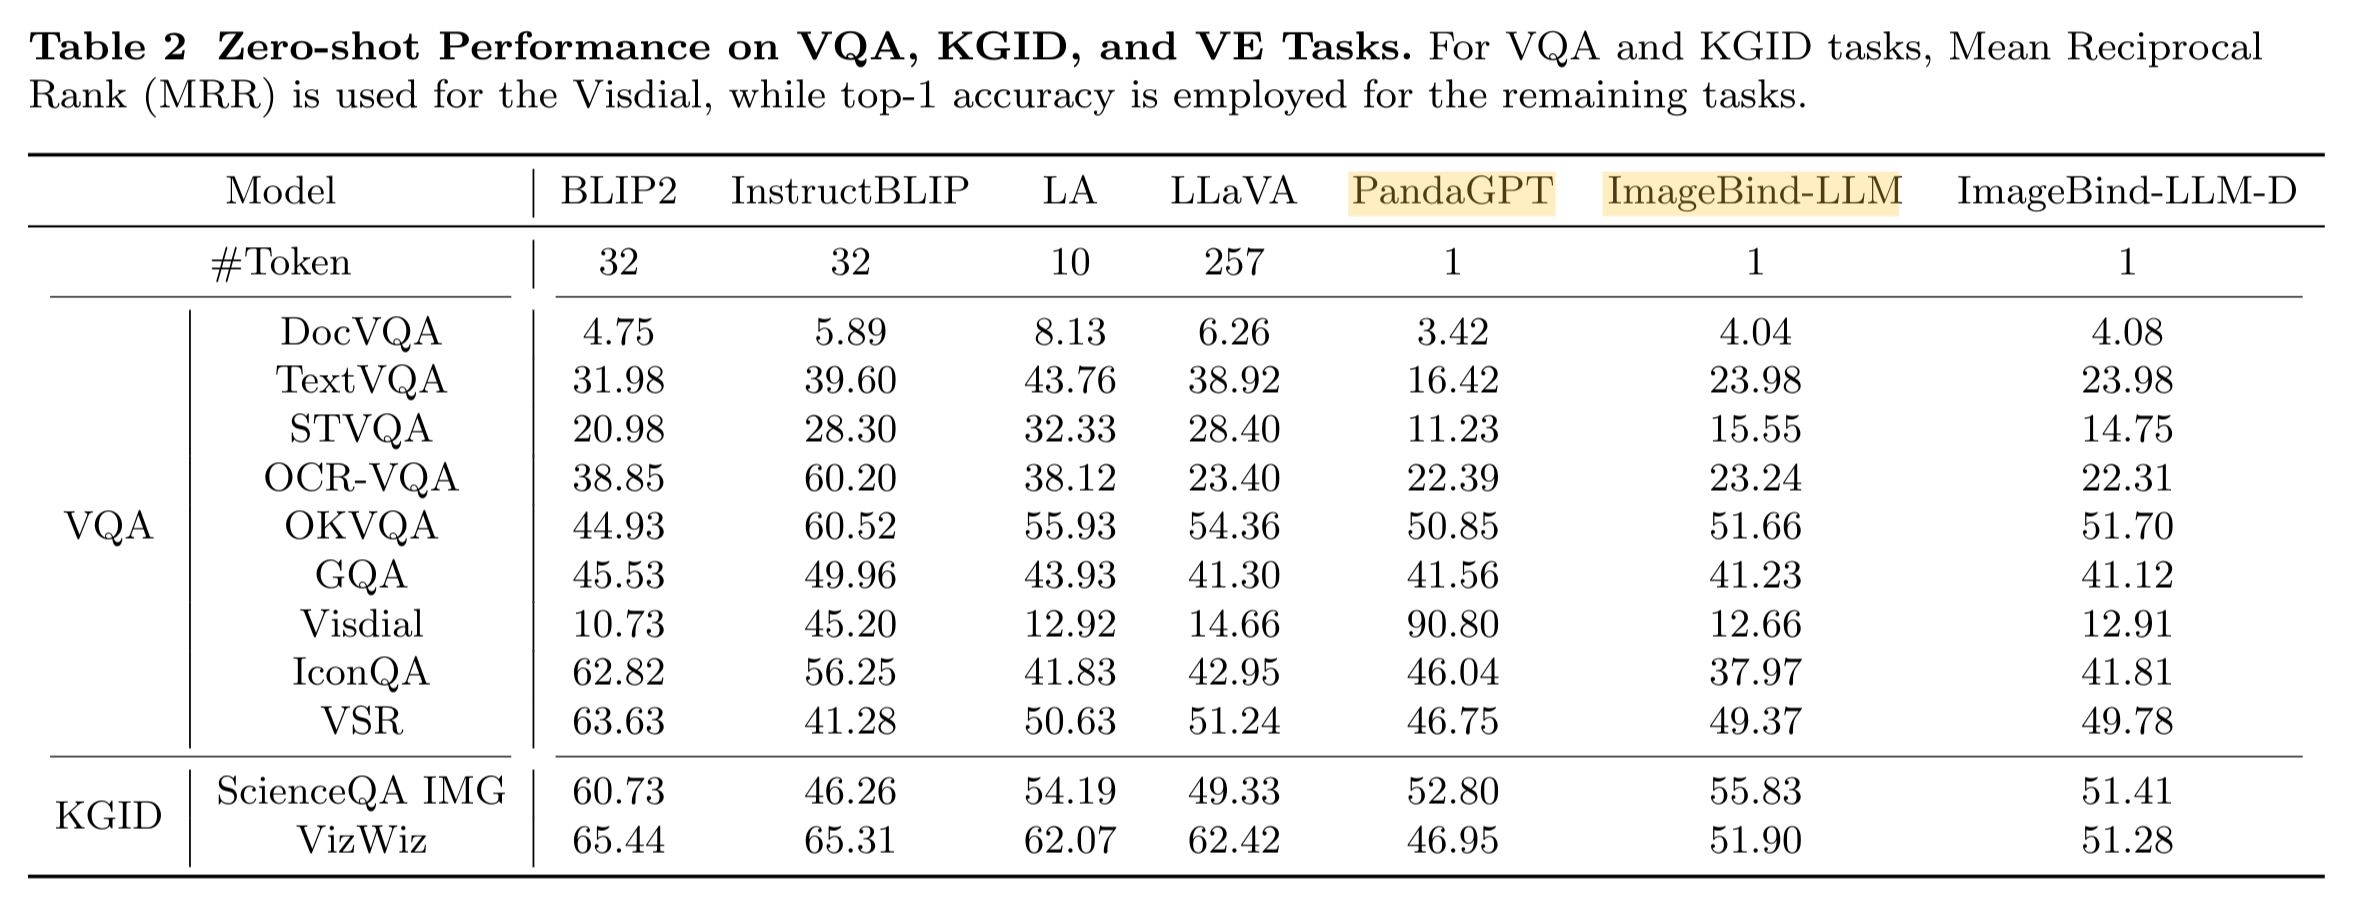 Table 2 Zero-shot Performance on VQA, KGID, and VE Tasks. For VQA and KGID tasks, Mean Reciprocal
Rank (MRR) is used for the Visdial, while top-1 accuracy is employed for the remaining tasks.
Model BLIP2 InstructBLIP LA LLaVA PandaGPT ImageBind-LLM ImageBind-LLM-D
#Token 32 32 10 257 1 1 1
DocVQA 4.75 5.89 8.13 6.26 3.42 4.04 4.08
TextVQA 31.98 39.60 43.76 38.92 16.42 23.98 23.98
STVQA 20.98 28.30 32.33 28.40 11.23 15.55 14.75
OCR-VQA 38.85 60.20 38.12 23.40 22.39 23.24 22.31
VQA OKVQA 44.93 60.52 55.93 54.36 50.85 51.66 51.70
GQA 45.53 49.96 43.93 41.30 41.56 41.23 41.12
Visdial 10.73 45.20 12.92 14.66 90.80 12.66 12.91
IconQA 62.82 56.25 41.83 42.95 46.04 37.97 41.81
VSR 63.63 41.28 50.63 51.24 46.75 49.37 49.78
KGID
ScienceQA IMG 60.73 46.26 54.19 49.33 52.80 55.83 51.41
VizWiz 65.44 65.31 62.07 62.42 46.95 51.90 51.28